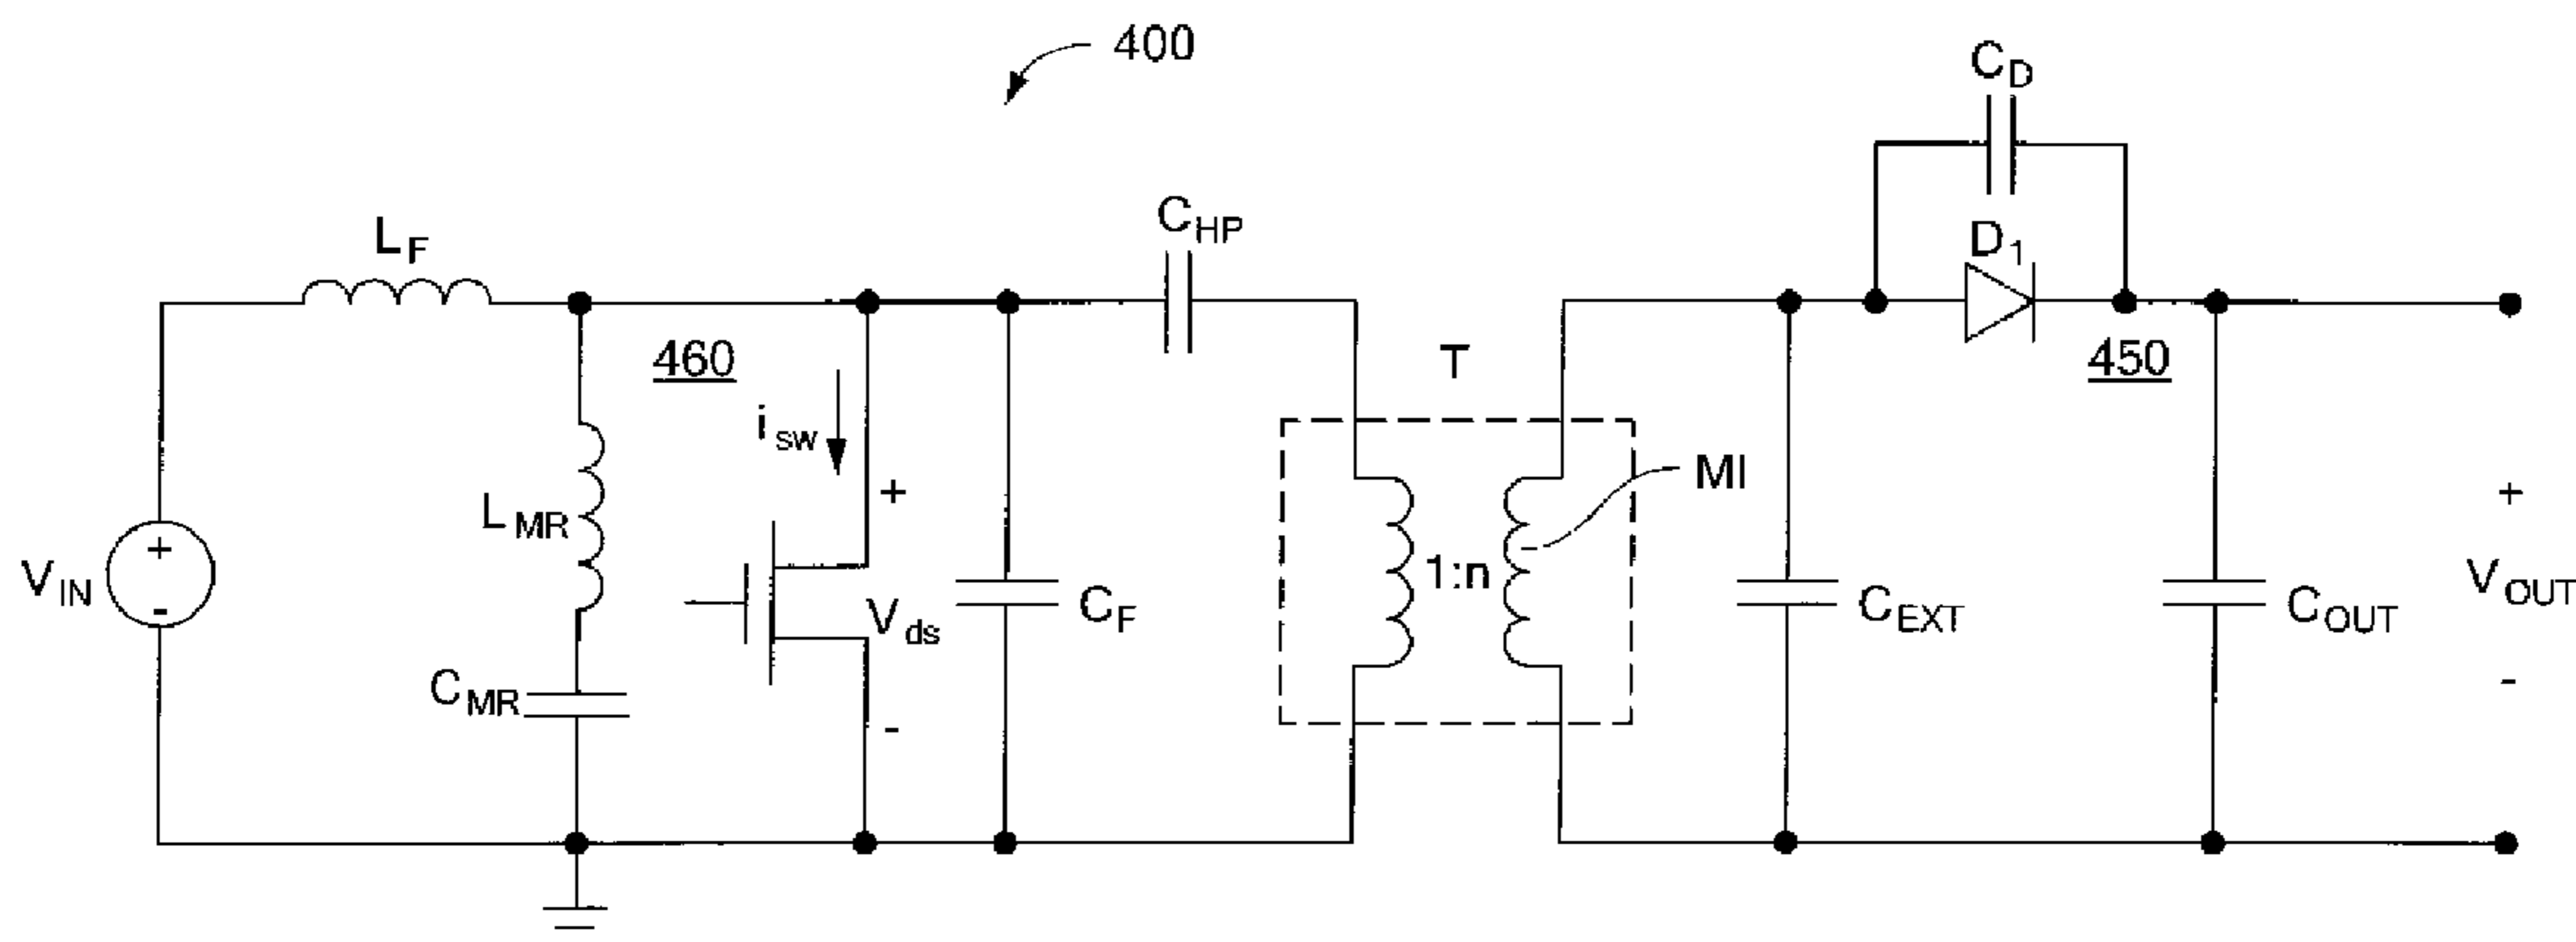 400
C_D
C_HP
L_F
D_1
460
450
T
i_sw
MI
+
+
L_MR
1:n
+
V_IN
-
V_ds
C_F
C_EXT
C_OUT
V_OUT
C_MR
-
-